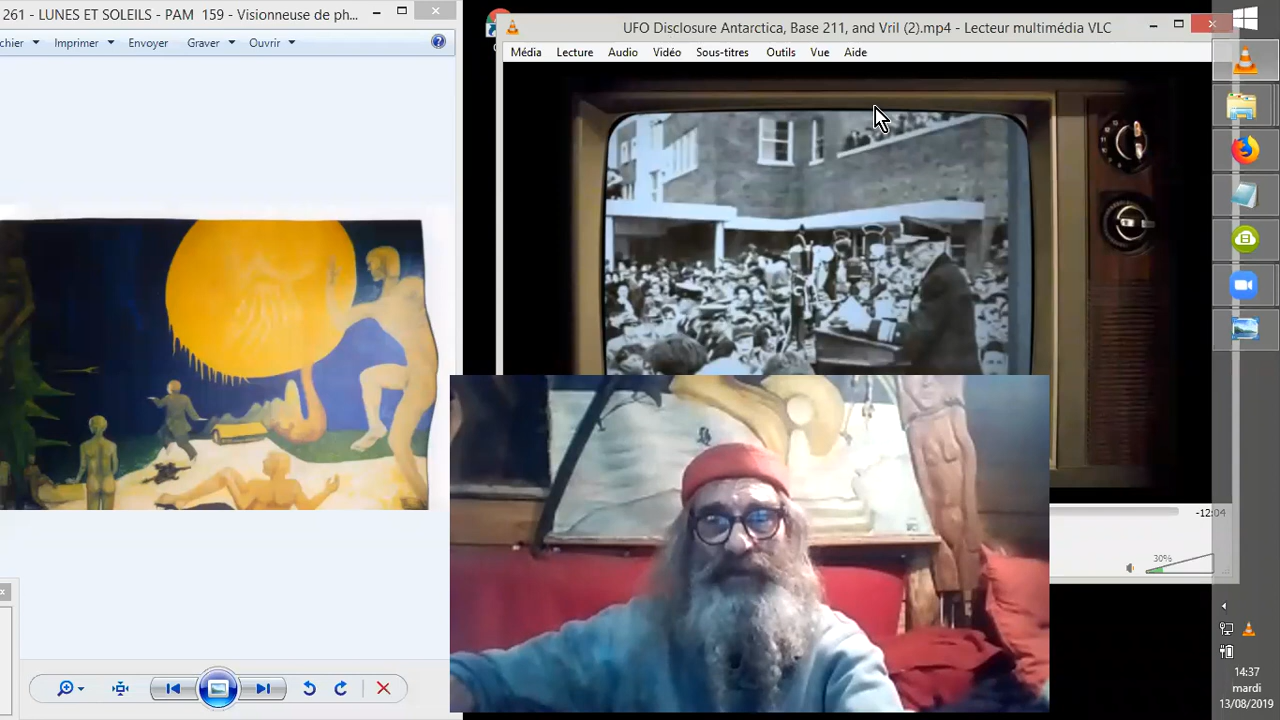 261 - LUNES ET SOLEILS - PAM 159 - Visionneuse de ph...
chier Imprimer Envoyer Graver Ouvrir
UFO Disclosure Antarctica, Base 211, and Vril (2).mp4 - Lecteur multimédia VLC
Média Lecture Audio Vidéo Sous-titres Outils Vue Aide
-12:04
30%
14:37
mardi
13/08/2019